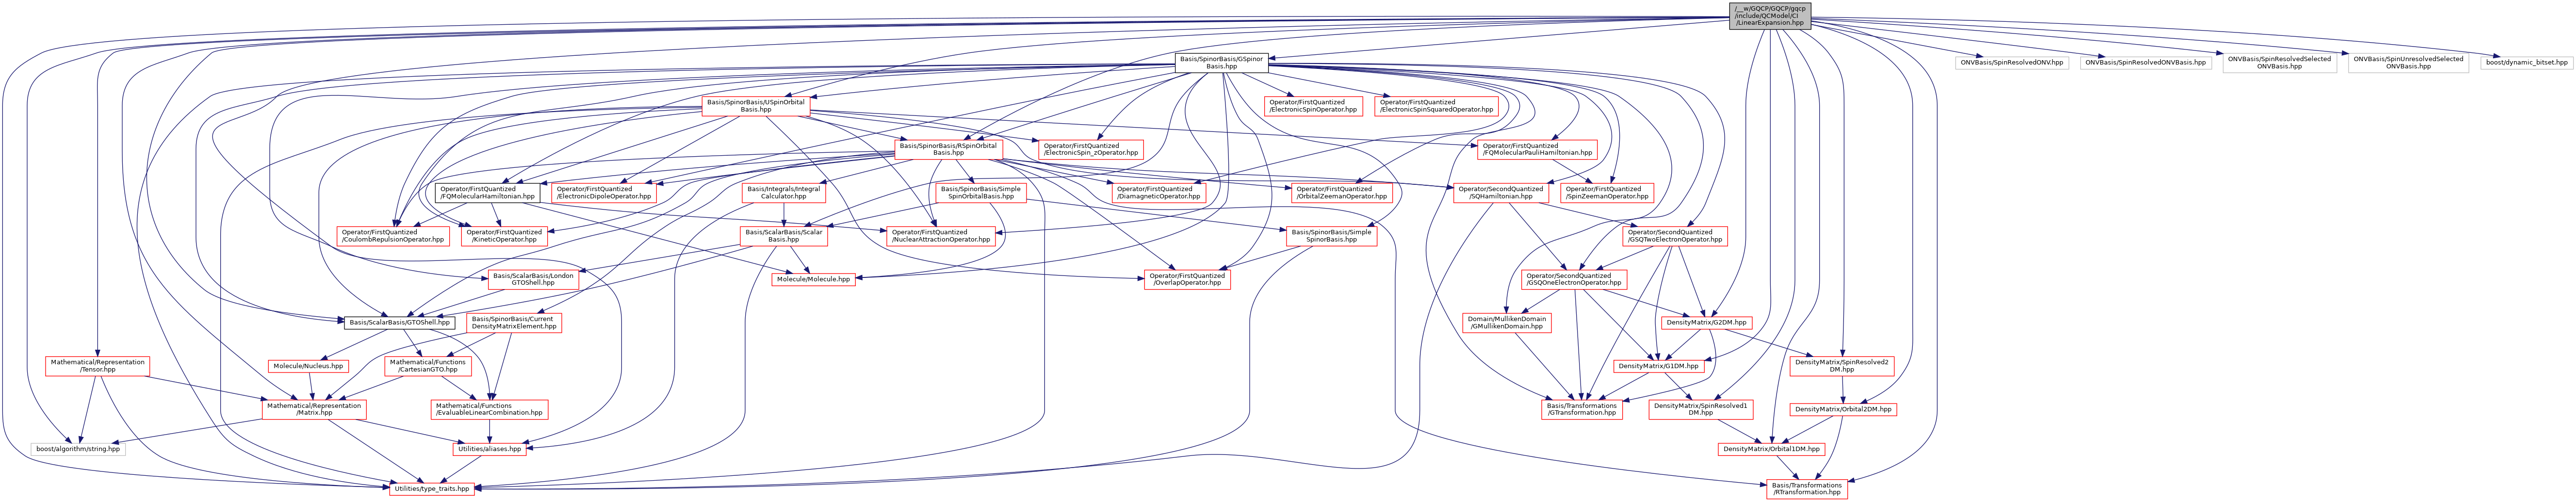 /__w/GQCP/GQCP/gqcp
/include/QCModel/CI
/LinearExpansion.hpp
Basis/SpinorBasis/GSpinor
Basis.hpp
ONVBasis/SpinResolvedONV.hpp
ONVBasis/SpinResolvedONVBasis.hpp
ONVBasis/SpinResolvedSelected
ONVBasis.hpp
ONVBasis/SpinUnresolvedSelected
ONVBasis.hpp
boost/dynamic_bitset.hpp
Basis/SpinorBasis/USpinOrbital
Basis.hpp
Operator/FirstQuantized
/ElectronicSpinOperator.hpp
Operator/FirstQuantized
/ElectronicSpinSquaredOperator.hpp
Basis/SpinorBasis/RSpinOrbital
Basis.hpp
Operator/FirstQuantized
/ElectronicSpin_zOperator.hpp
Operator/FirstQuantized
/FQMolecularPauliHamiltonian.hpp
Operator/FirstQuantized
/FQMolecularHamiltonian.hpp
Operator/FirstQuantized
/ElectronicDipoleOperator.hpp
Basis/Integrals/Integral
Calculator.hpp
Basis/SpinorBasis/Simple
SpinOrbitalBasis.hpp
Operator/FirstQuantized
/DiamagneticOperator.hpp
Operator/FirstQuantized
/OrbitalZeemanOperator.hpp
Operator/SecondQuantized
/SQHamiltonian.hpp
Operator/FirstQuantized
/SpinZeemanOperator.hpp
Operator/FirstQuantized
/CoulombRepulsionOperator.hpp
Operator/FirstQuantized
/KineticOperator.hpp
Basis/ScalarBasis/Scalar
Basis.hpp
Operator/FirstQuantized
/NuclearAttractionOperator.hpp
Basis/SpinorBasis/Simple
SpinorBasis.hpp
Operator/SecondQuantized
/GSQTwoElectronOperator.hpp
Basis/ScalarBasis/London
GTOShell.hpp
Molecule/Molecule.hpp
Operator/FirstQuantized
/OverlapOperator.hpp
Operator/SecondQuantized
/GSQOneElectronOperator.hpp
Basis/ScalarBasis/GTOShell.hpp
Basis/SpinorBasis/Current
DensityMatrixElement.hpp
Domain/MullikenDomain
/GMullikenDomain.hpp
DensityMatrix/G2DM.hpp
Mathematical/Representation
/Tensor.hpp
Molecule/Nucleus.hpp
Mathematical/Functions
/CartesianGTO.hpp
DensityMatrix/G1DM.hpp
DensityMatrix/SpinResolved2
DM.hpp
Mathematical/Representation
/Matrix.hpp
Mathematical/Functions
/EvaluableLinearCombination.hpp
Basis/Transformations
/GTransformation.hpp
DensityMatrix/SpinResolved1
DM.hpp
DensityMatrix/Orbital2DM.hpp
boost/algorithm/string.hpp
Utilities/aliases.hpp
DensityMatrix/Orbital1DM.hpp
Utilities/type_traits.hpp
Basis/Transformations
/RTransformation.hpp